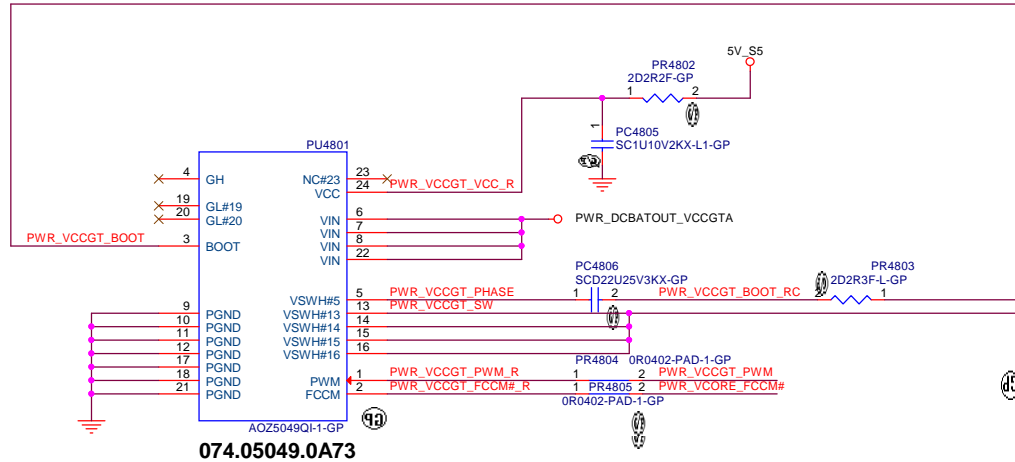 5V_S5
PR4802
2D2R2F-GP
1
2
1
PC4805
SC1U10V2KX-L1-GP
PU4801
4
GH
NC#23
23
VCC
24
PWR_VCCGT_VCC_R
19
GL#19
20
GL#20
VIN
6
PWR_DCBATOUT_VCCGTA
VIN
7
PWR_VCCGT_BOOT
3
BOOT
VIN
8
VIN
22
PC4806
SCD22U25V3KX-GP
PR4803
2D2R3F-L-GP
VSWH#5
5
PWR_VCCGT_PHASE
1
2
PWR_VCCGT_BOOT_RC
2
1
9
PGND
VSWH#13
13
PWR_VCCGT_SW
10
PGND
VSWH#14
14
11
PGND
VSWH#15
15
12
PGND
VSWH#16
16
17
PGND
PR4804
0R0402-PAD-1-GP
18
PGND
PWM
1
PWR_VCCGT_PWM_R
1
2
PWR_VCCGT_PWM
21
PGND
FCCM
2
PWR_VCCGT_FCCM#_R
1
PR4805
2
PWR_VCORE_FCCM#
0R0402-PAD-1-GP
GP
AOZ5049QI-1-GP
074.05049.0A73